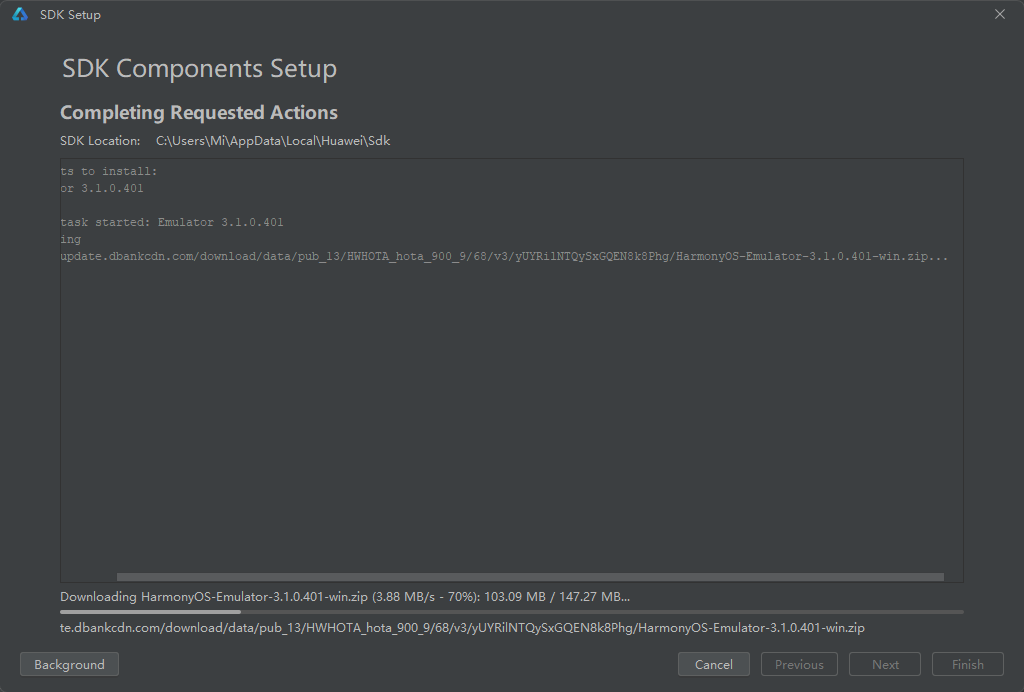 SDK Setup
SDK Components Setup
Completing Requested Actions
SDK Location: C:\Users\Mi\AppData\Local\Huawei\Sdk
ts to install:
or 3.1.0.401
task started: Emulator 3.1.0.401
ing
update.dbankcdn.com/download/data/pub_13/HWHOTA_hota_900_9/68/v3/yUYRilNTQySxGQEN8k8Phg/HarmonyOS-Emulator-3.1.0.401-win.zip...
Downloading HarmonyOS-Emulator-3.1.0.401-win.zip (3.88 MB/s - 70%): 103.09 MB / 147.27 MB...
te.dbankcdn.com/download/data/pub_13/HWHOTA_hota_900_9/68/v3/yUYRilNTQySxGQEN8k8Phg/HarmonyOS-Emulator-3.1.0.401-win.zip
Background Cancel Previous Next Finish